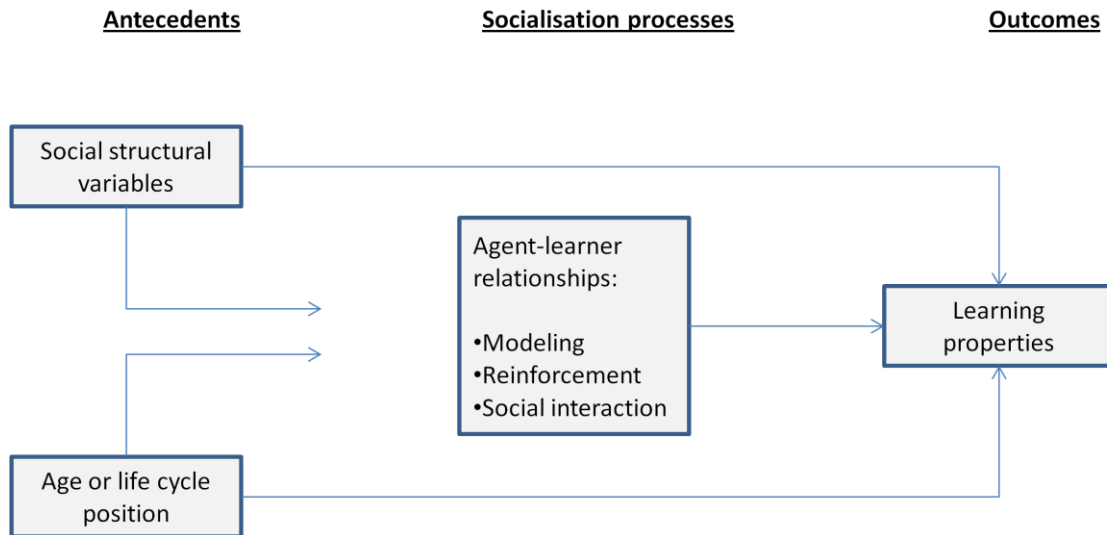 Antecedents
Socialisation processes
Outcomes
Social structural
variables
Agent-learner
relationships:
•Modeling
•Reinforcement
•Social interaction
Learning
properties
Age or life cycle
position